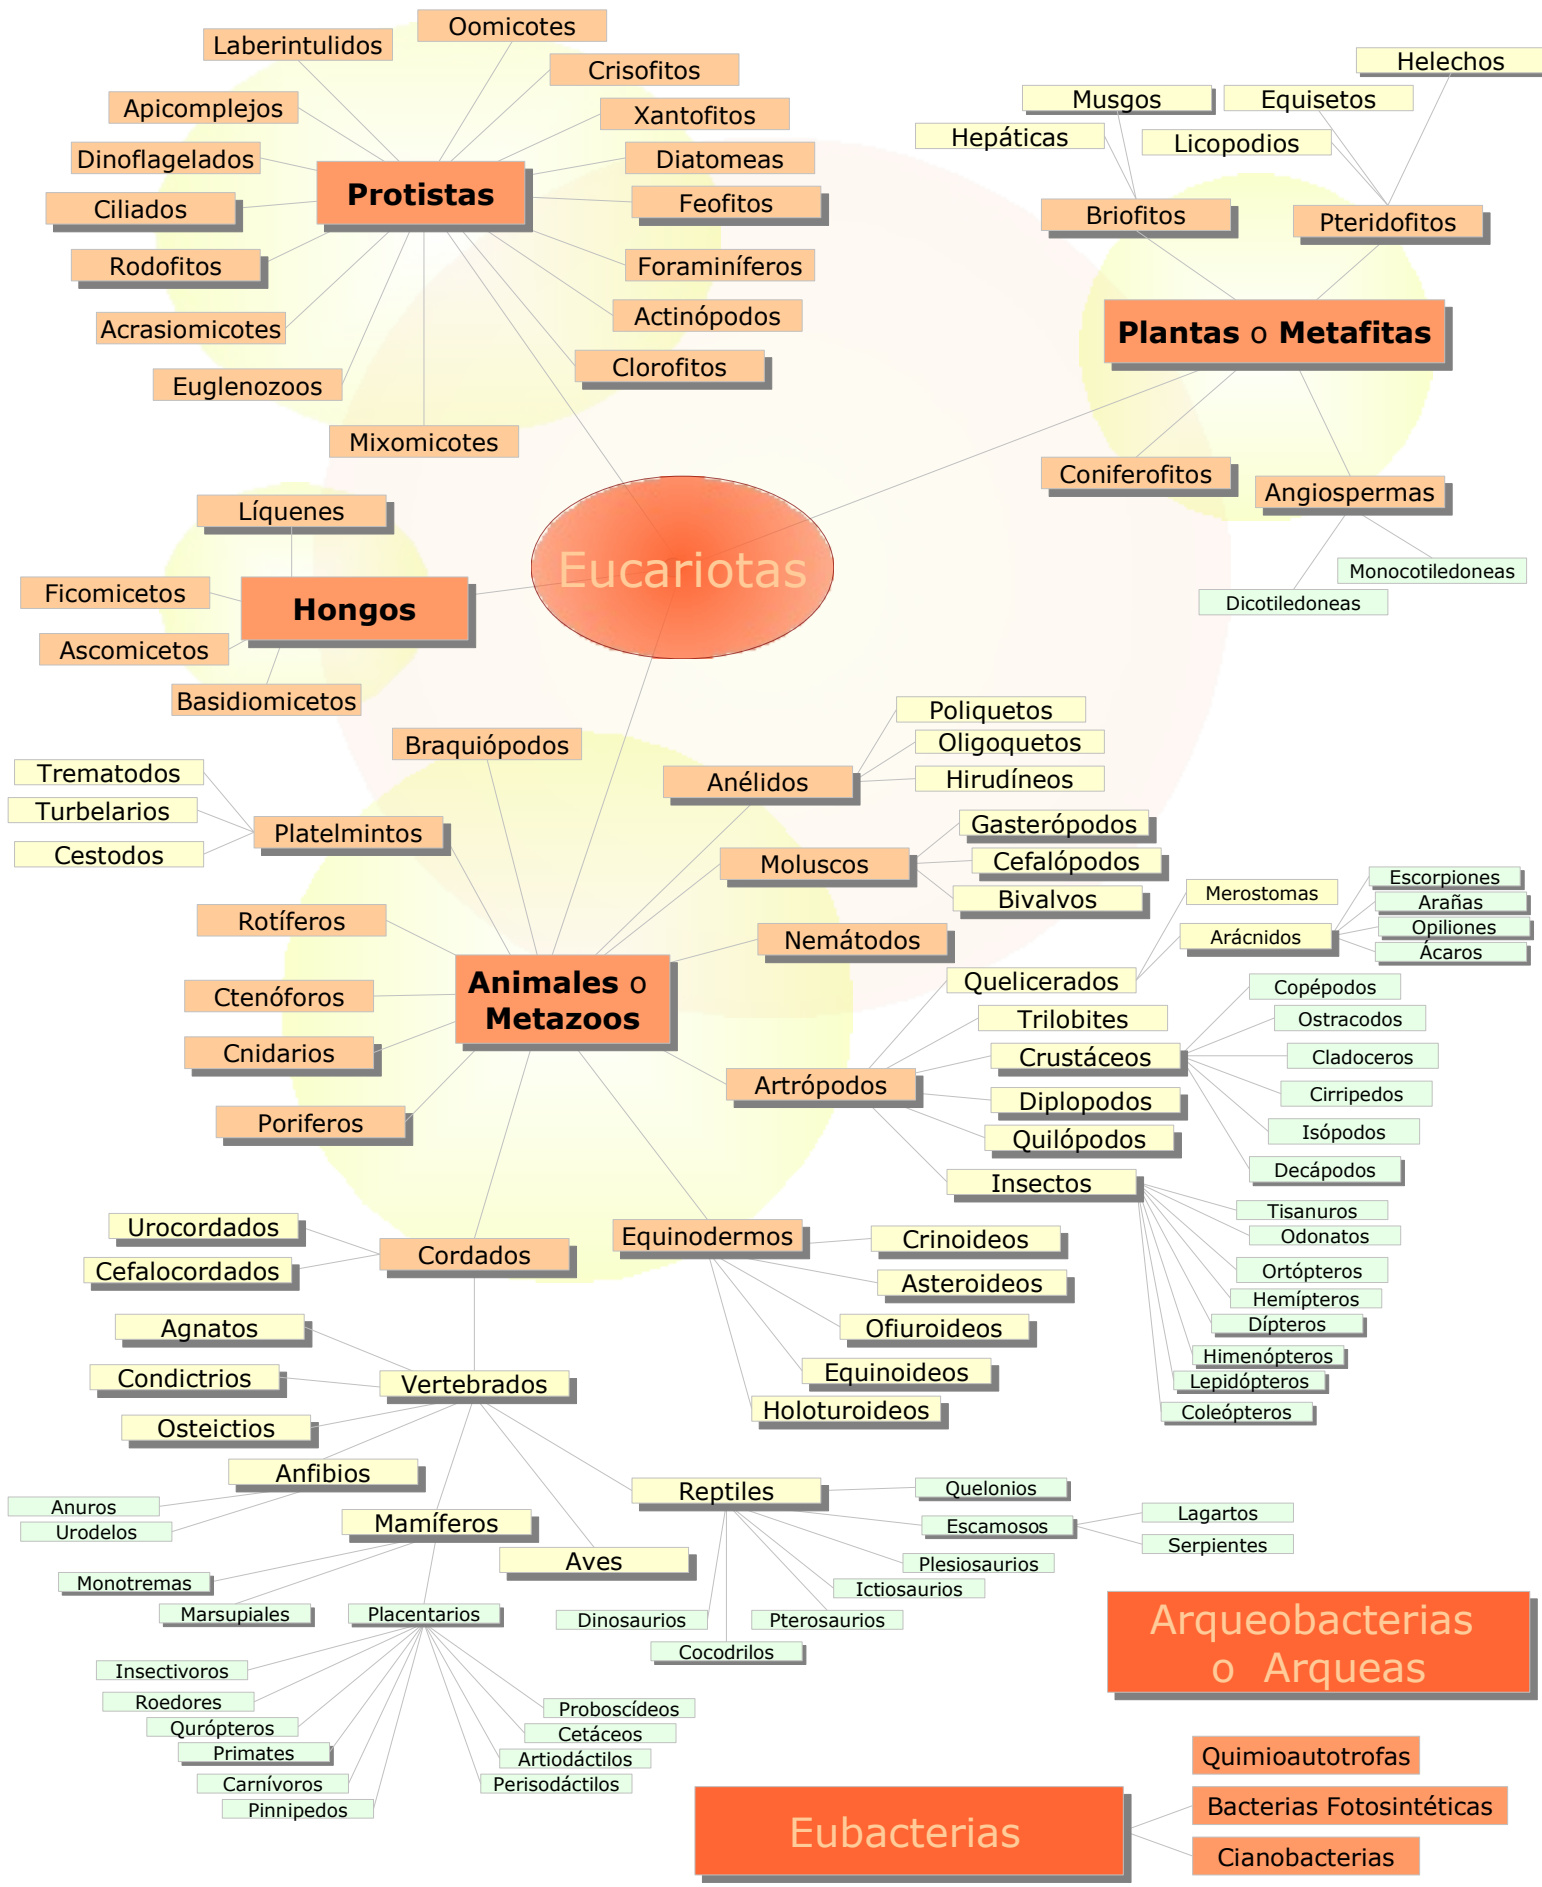 Oomicotes
Laberintulidos
Crisofitos
Apicomplejos
Xantofitos
Dinoflagelados
Diatomeas
Protistas
Ciliados
Feofitos
Rodofitos
Foraminíferos
Acrasiomicotes
Actinópodos
Clorofitos
Euglenozoos
Mixomicotes
Helechos
Musgos
Equisetos
Hepáticas
Licopodios
Briofitos
Pteridofitos
Plantas o Metafitas
Coniferofitos
Angiospermas
Monocotiledoneas
Dicotiledoneas
Eucariotas
Líquenes
Ficomicetos
Hongos
Ascomicetos
Basidiomicetos
Braquiópodos
Trematodos
Turbelarios
Platelmintos
Cestodos
Rotíferos
Ctenóforos
Cnidarios
Poriferos
Animales o
Metazoos
Poliquetos
Oligoquetos
Anélidos
Hirudíneos
Gasterópodos
Moluscos
Cefalópodos
Bivalvos
Nemátodos
Merostomas
Escorpiones
Arañas
Arácnidos
Opiliones
Ácaros
Quelicerados
Trilobites
Crustáceos
Artrópodos
Diplopodos
Quilópodos
Insectos
Copépodos
Ostracodos
Cladoceros
Cirripedos
Isópodos
Decápodos
Tisanuros
Odonatos
Ortópteros
Hemípteros
Dípteros
Himenópteros
Lepidópteros
Coleópteros
Urocordados
Cordados
Cefalocordados
Equinodermos
Crinoideos
Asteroideos
Ofiuroideos
Equinoideos
Holoturoideos
Agnatos
Condictrios
Vertebrados
Osteictios
Anfibios
Anuros
Urodelos
Mamíferos
Aves
Reptiles
Quelonios
Escamosos
Lagartos
Serpientes
Plesiosaurios
Ictiosaurios
Pterosaurios
Dinosaurios
Cocodrilos
Monotremas
Marsupiales
Placentarios
Insectivoros
Roedores
Qurópteros
Primates
Carnívoros
Pinnipedos
Proboscídeos
Cetáceos
Artiodáctilos
Perisodáctilos
Arqueobacterias
o Arqueas
Quimioautotrofas
Eubacterias
Bacterias Fotosintéticas
Cianobacterias